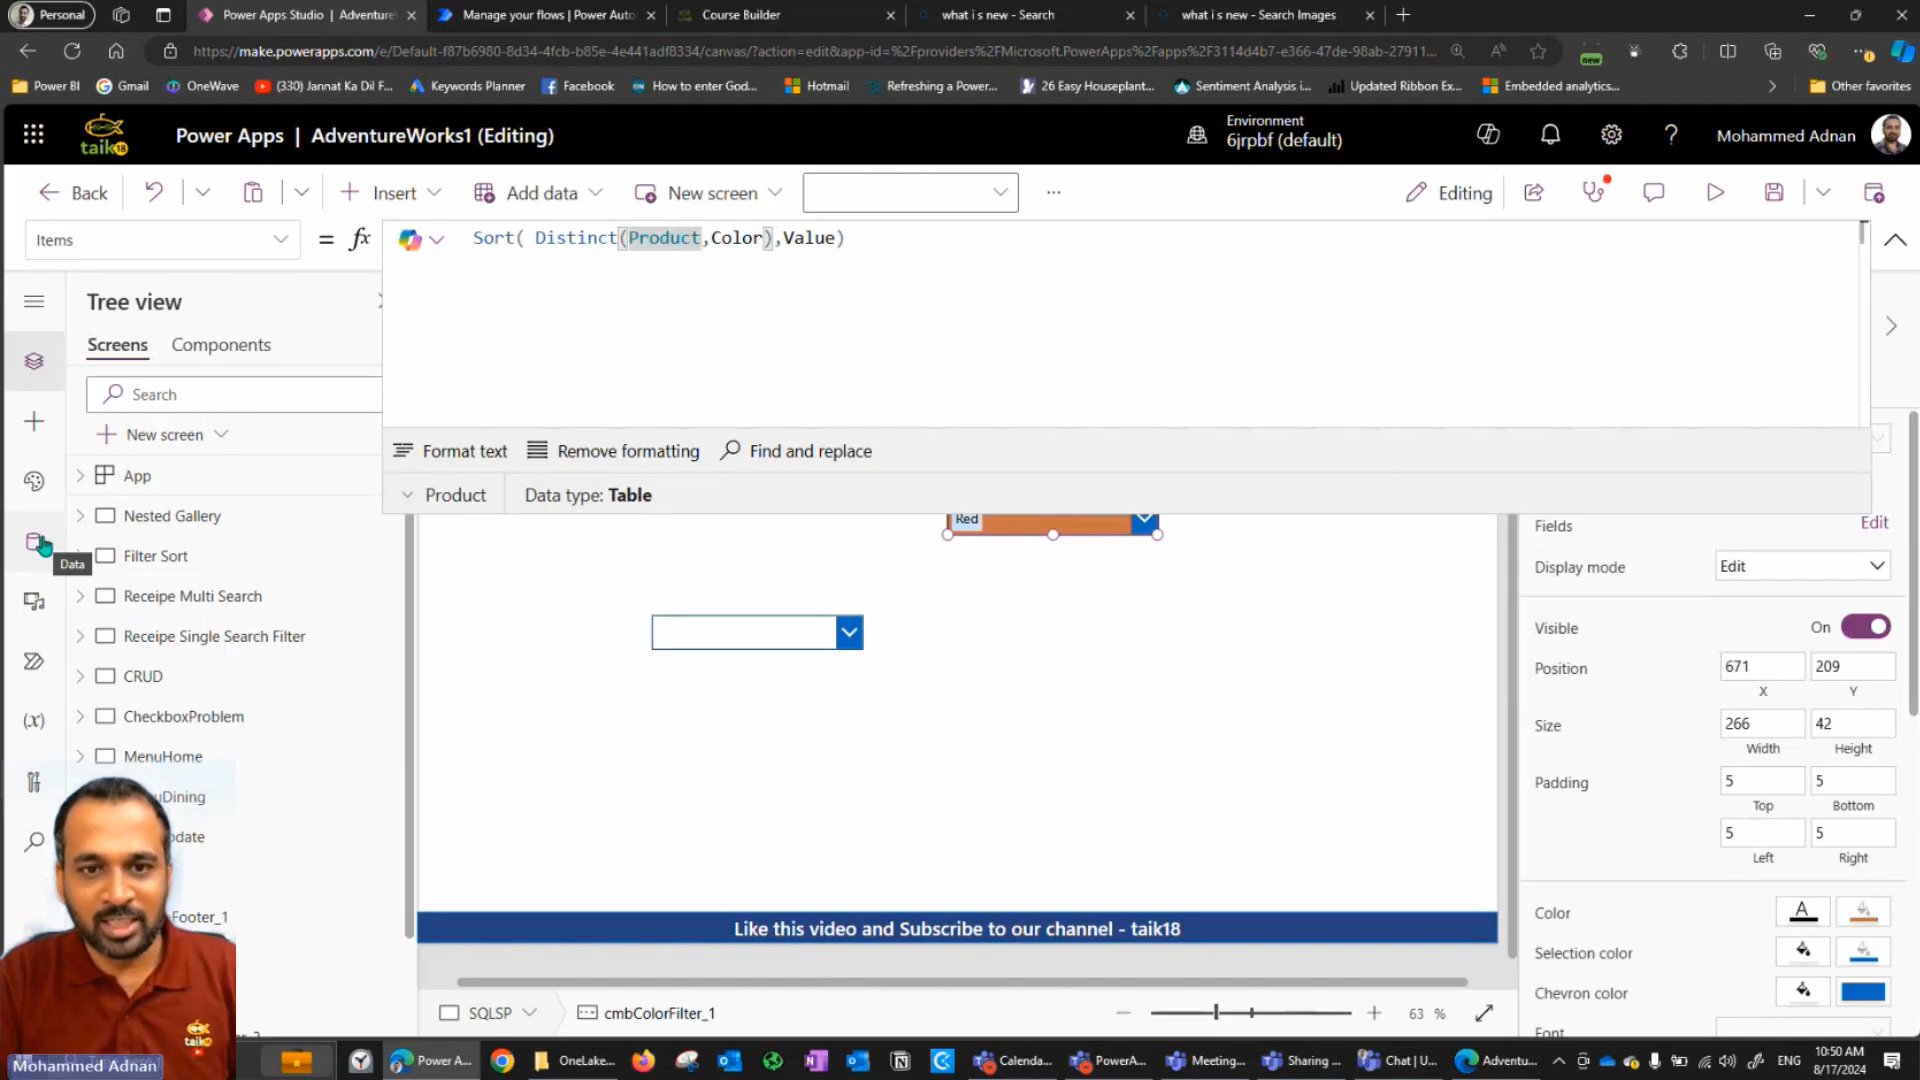 Personal
Power Apps Studio | Adventure
Manage your flows | Power Auto
Course Builder
what i s new - Search
what i s new - Search Images
https://make.powerapps.com/e/Default-f87b6980-8d34-4fcb-b85e-4e441adf8334/canvas/?action=edit&app-id=%2Fproviders%2FMicrosoft.PowerApps%2Fapps%2F3114d4b7-e366-47de-98ab-27911...
new
Power BI
Gmail
OneWave
(330) Jannat Ka Dil F...
Keywords Planner
Facebook
How to enter God...
Hotmail
Refreshing a Power...
26 Easy Houseplant...
Sentiment Analysis i...
Updated Ribbon Ex...
Embedded analytics...
Other favorites
taik18
Power Apps | AdventureWorks1 (Editing)
Environment
6jrpbf (default)
Mohammed Adnan
Back
Insert
Add data
New screen
...
Editing
Items
= fx
Sort( Distinct(Product,Color),Value)
Tree view
Screens
Components
Search
New screen
Format text
Remove formatting
Find and replace
Product
Data type: Table
App
Nested Gallery
Filter Sort
Data
Receipe Multi Search
Receipe Single Search Filter
CRUD
CheckboxProblem
MenuHome
uDining
pdate
Footer_1
Red
Like this video and Subscribe to our channel - taik18
SQLSP
cmbColorFilter_1
63 %
Fields
Edit
Display mode
Edit
Visible
On
Position
671
209
X
Y
Size
266
42
Width
Height
Padding
5
5
Top
Bottom
5
5
Left
Right
Color
Selection color
Chevron color
Font
(x)
taik
Mohammed Adnan
Power A...
OneLake...
Calenda...
PowerA...
Meeting...
Sharing ...
Chat | U...
Adventu...
ENG
10:50 AM
8/17/2024